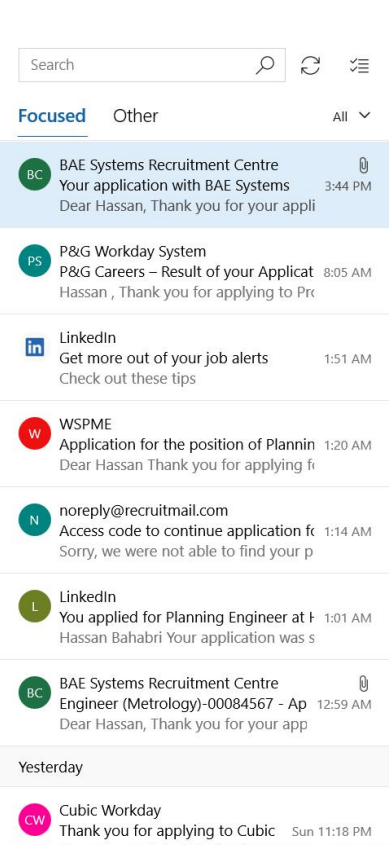 Search
Focused Other All
BC BAE Systems Recruitment Centre
Your application with BAE Systems 3:44 PM
Dear Hassan, Thank you for your appli
PS P&G Workday System
P&G Careers – Result of your Applicat 8:05 AM
Hassan , Thank you for applying to Pro
in LinkedIn
Get more out of your job alerts 1:51 AM
Check out these tips
W WSPME
Application for the position of Plannin 1:20 AM
Dear Hassan Thank you for applying fo
N noreply@recruitmail.com
Access code to continue application fo 1:14 AM
Sorry, we were not able to find your p
L LinkedIn
You applied for Planning Engineer at H 1:01 AM
Hassan Bahabri Your application was s
BC BAE Systems Recruitment Centre
Engineer (Metrology)-00084567 - Ap 12:59 AM
Dear Hassan, Thank you for your app
Yesterday
CW Cubic Workday
Thank you for applying to Cubic Sun 11:18 PM